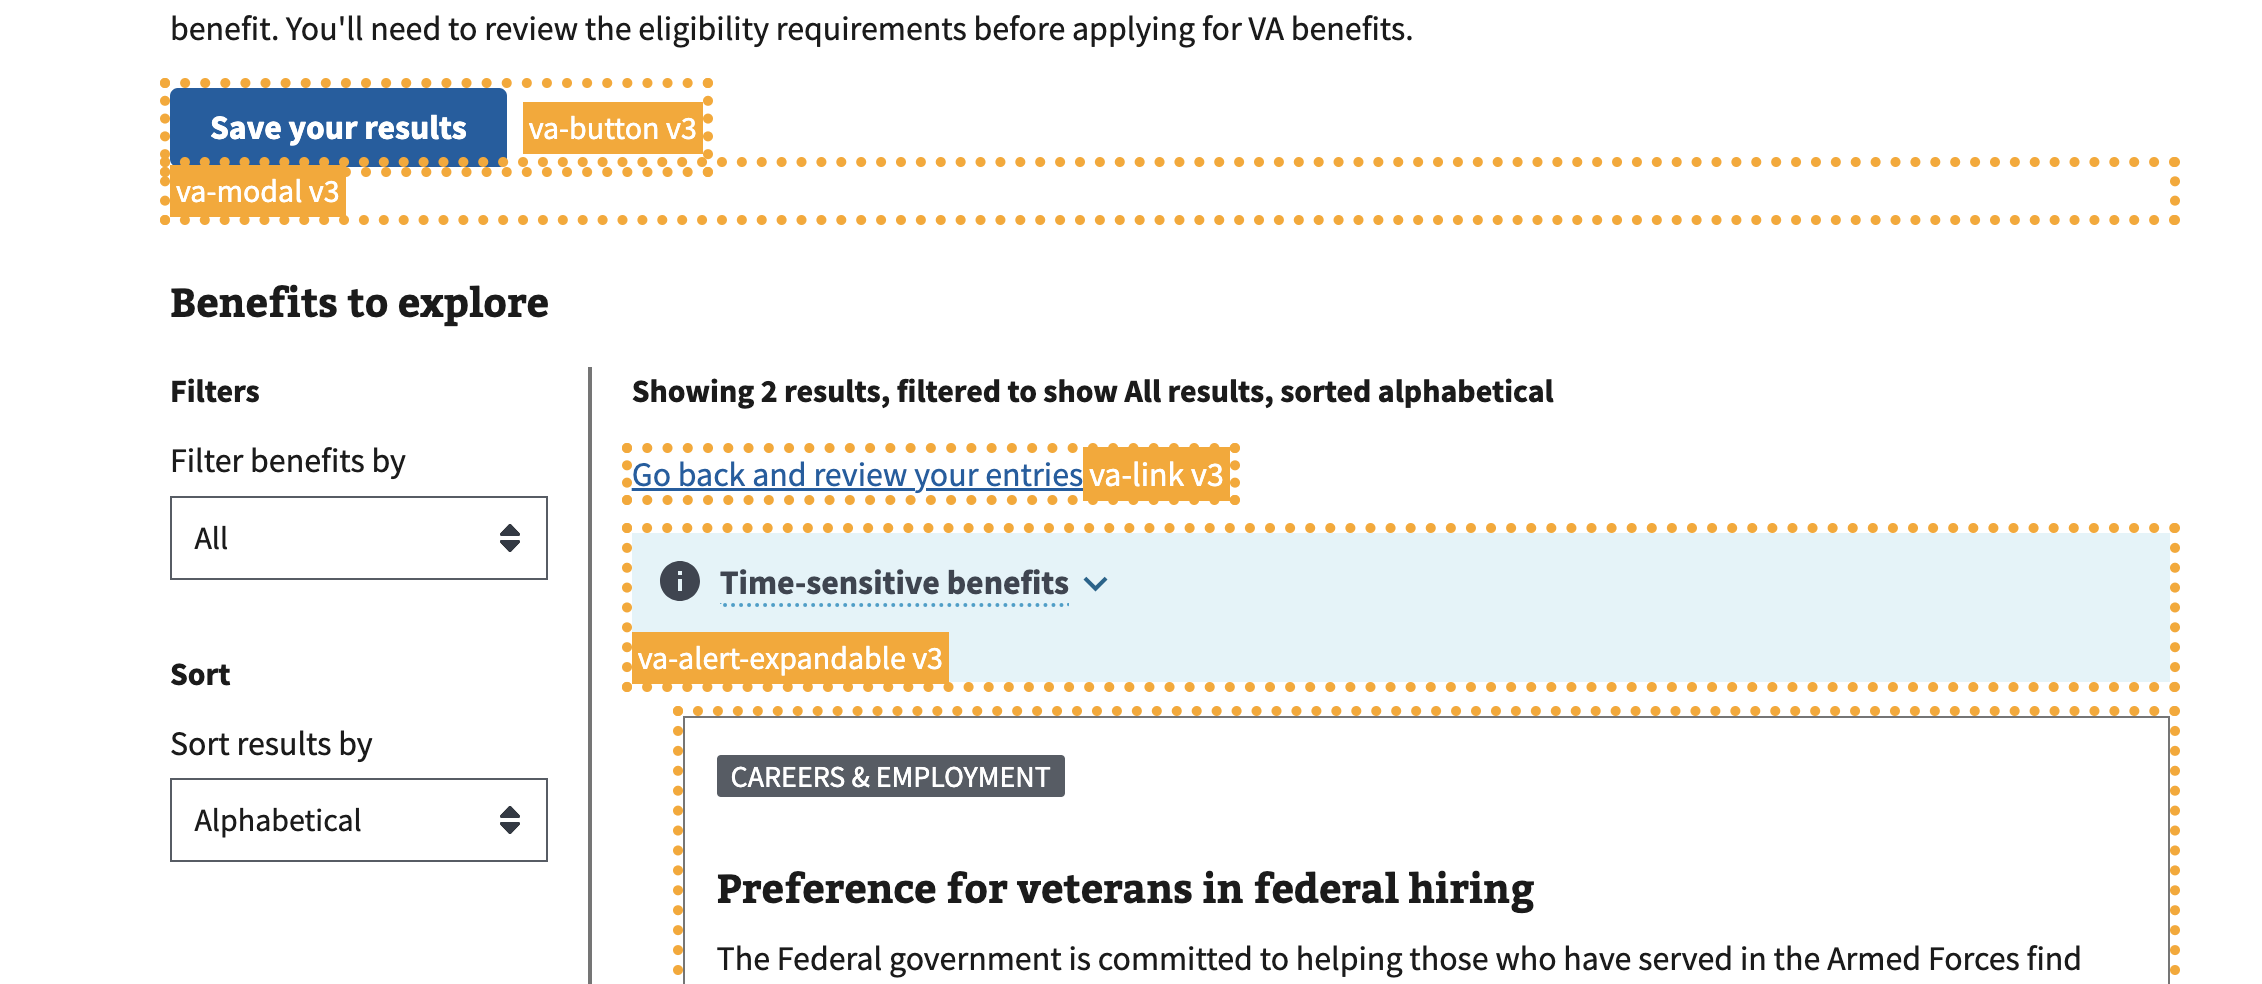 benefit. You'll need to review the eligibility requirements before applying for VA benefits.
Save your results
va-button v3
va-modal v3
Benefits to explore
Filters
Filter benefits by
All
Sort
Sort results by
Alphabetical
Showing 2 results, filtered to show All results, sorted alphabetical
Go back and review your entries va-link v3
Time-sensitive benefits
va-alert-expandable v3
CAREERS & EMPLOYMENT
Preference for veterans in federal hiring
The Federal government is committed to helping those who have served in the Armed Forces find